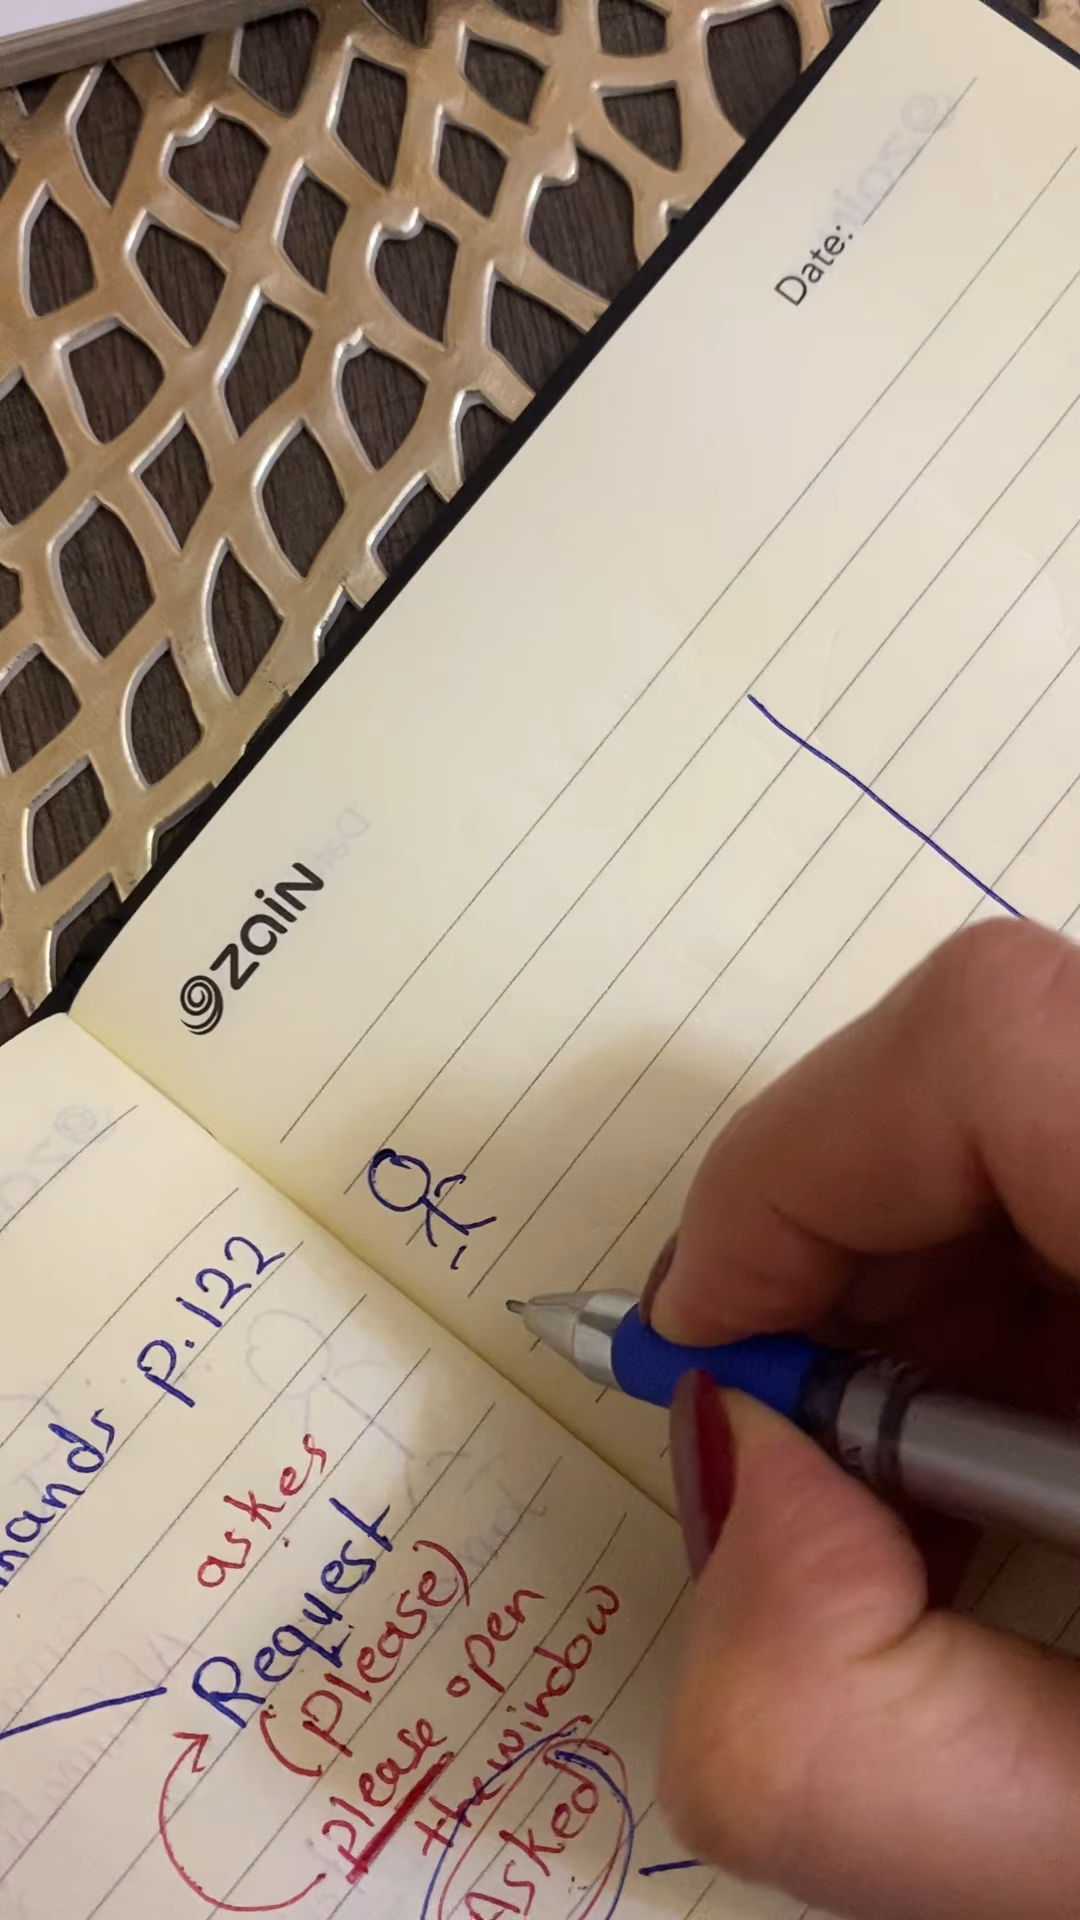 Date:
zain
mands P.122
askes
Request
(please)
please open
the window
Asked